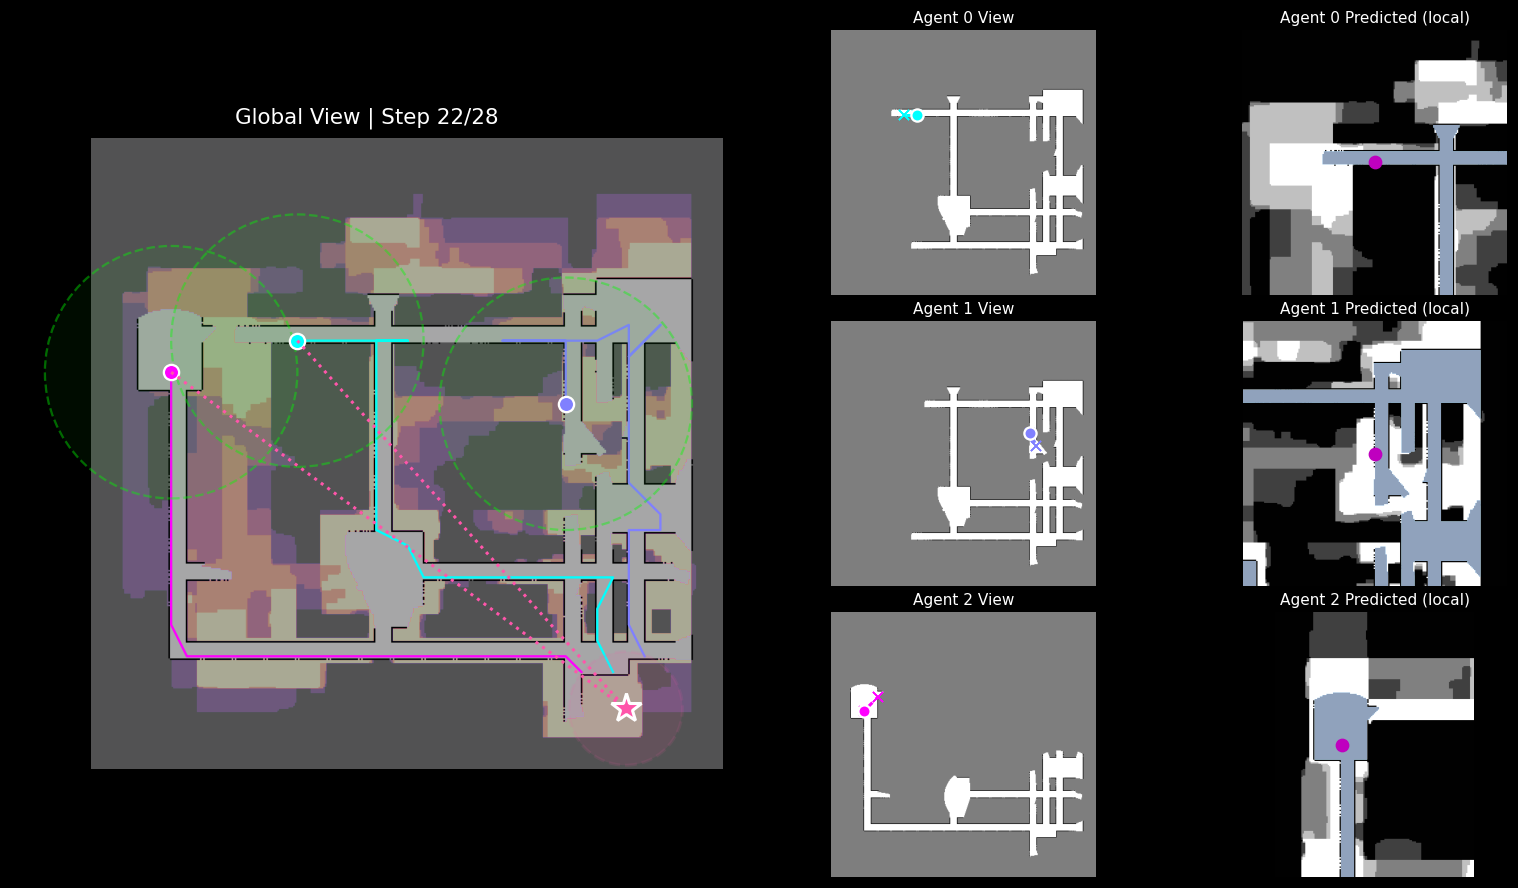 Global View | Step 22/28
Agent 0 View
Agent 0 Predicted (local)
Agent 1 View
Agent 1 Predicted (local)
Agent 2 View
Agent 2 Predicted (local)